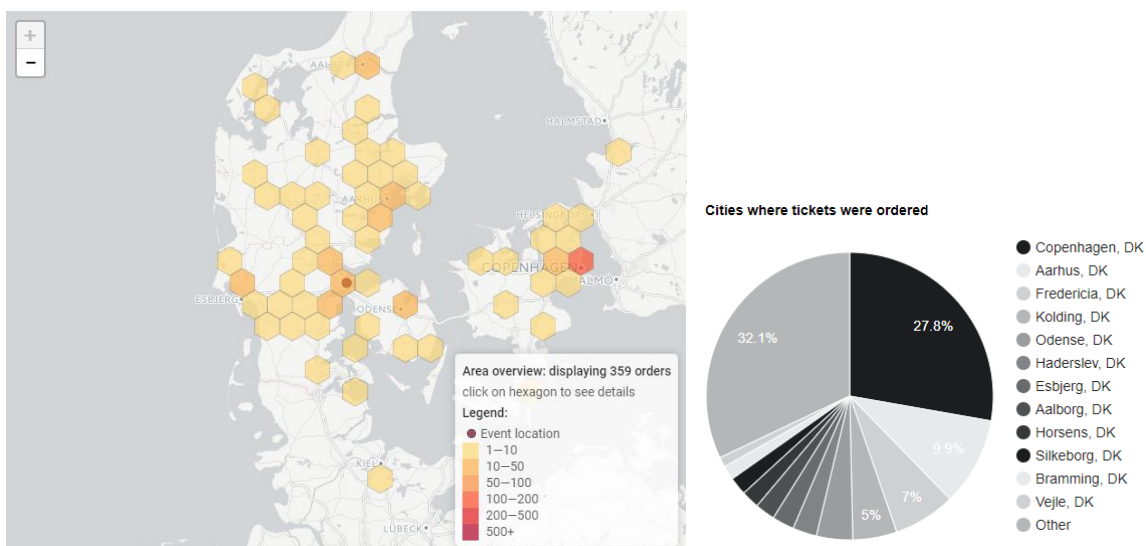 +
−
AALBORG
HALMSTAD
AARHUS
HELSINGBORG
COPENHAGEN
MALMÖ
ESBJERG
ODENSE
KIEL
LÜBECK
Area overview: displaying 359 orders
click on hexagon to see details
Legend:
Event location
1−10
10−50
50−100
100−200
200−500
500+
Cities where tickets were ordered
27.8%
9.9%
7%
5%
32.1%
Copenhagen, DK
Aarhus, DK
Fredericia, DK
Kolding, DK
Odense, DK
Haderslev, DK
Esbjerg, DK
Aalborg, DK
Horsens, DK
Silkeborg, DK
Bramming, DK
Vejle, DK
Other